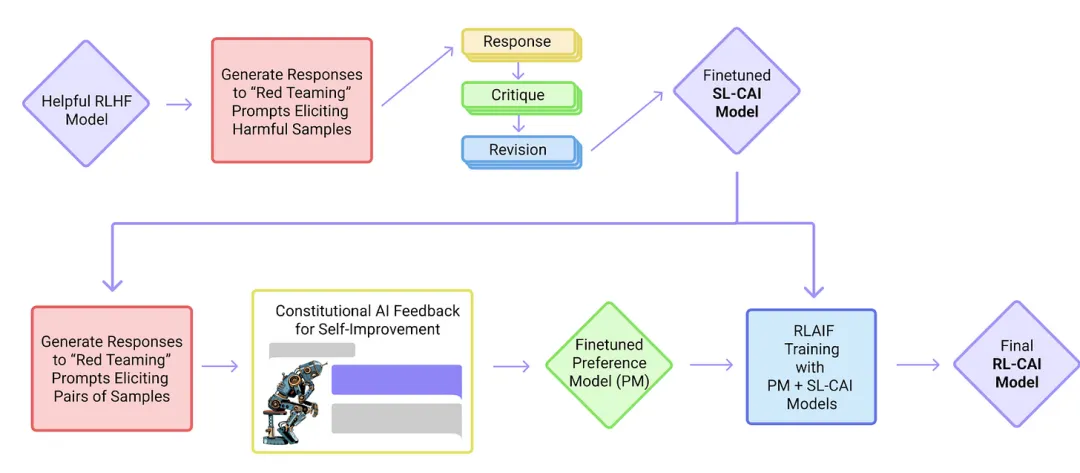 Helpful RLHF
Model
Generate Responses
to “Red Teaming”
Prompts Eliciting
Harmful Samples
Response
Critique
Revision
Finetuned
SL-CAI
Model
Generate Responses
to “Red Teaming”
Prompts Eliciting
Pairs of Samples
Constitutional AI Feedback
for Self-Improvement
Finetuned
Preference
Model (PM)
RLAIF
Training
with
PM + SL-CAI
Models
Final
RL-CAI
Model